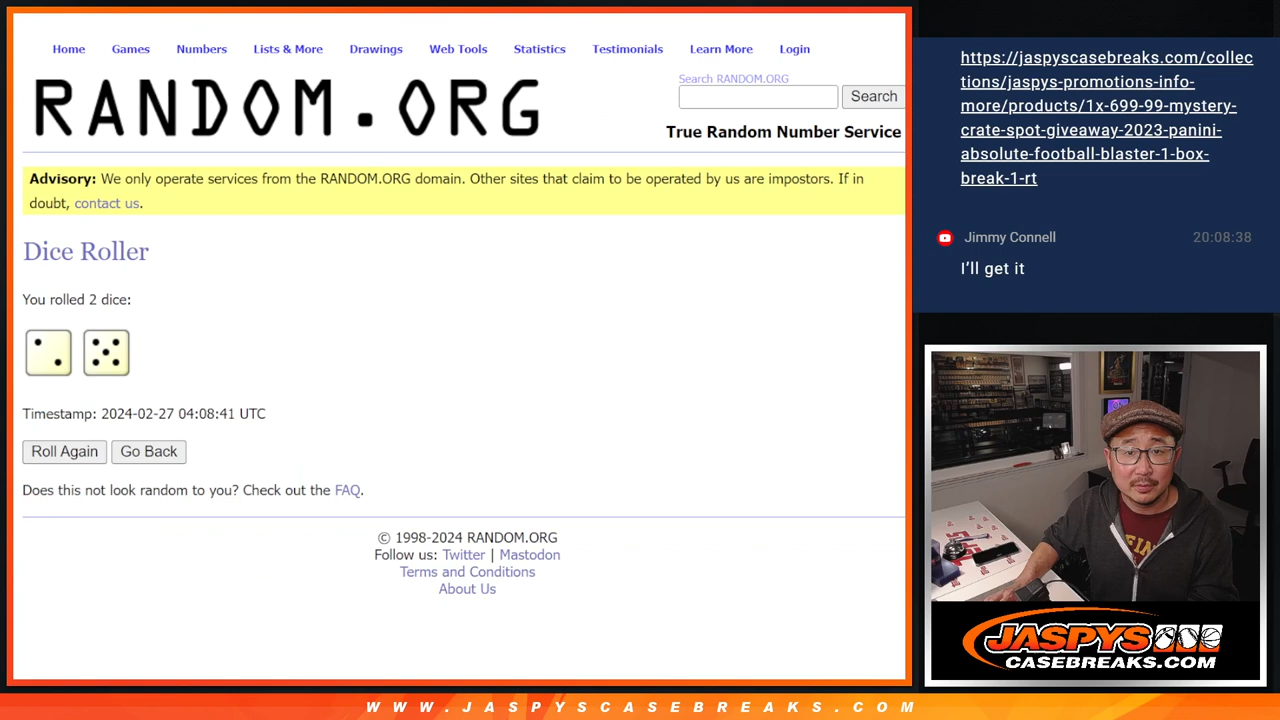 Home Games Numbers Lists & More Drawings Web Tools Statistics Testimonials Learn More Login
RANDOM.ORG
Search RANDOM.ORG
Search
True Random Number Service
Advisory: We only operate services from the RANDOM.ORG domain. Other sites that claim to be operated by us are impostors. If in
doubt, contact us.
Dice Roller
You rolled 2 dice:
Timestamp: 2024-02-27 04:08:41 UTC
Roll Again Go Back
Does this not look random to you? Check out the FAQ.
© 1998-2024 RANDOM.ORG
Follow us: Twitter | Mastodon
Terms and Conditions
About Us
https://jaspyscasebreaks.com/collec
tions/jaspys-promotions-info-
more/products/1x-699-99-mystery-
crate-spot-giveaway-2023-panini-
absolute-football-blaster-1-box-
break-1-rt
Jimmy Connell 20:08:38
I'll get it
JASPYS
CASEBREAKS.COM
WWW.JASPYSCASEBREAKS.COM